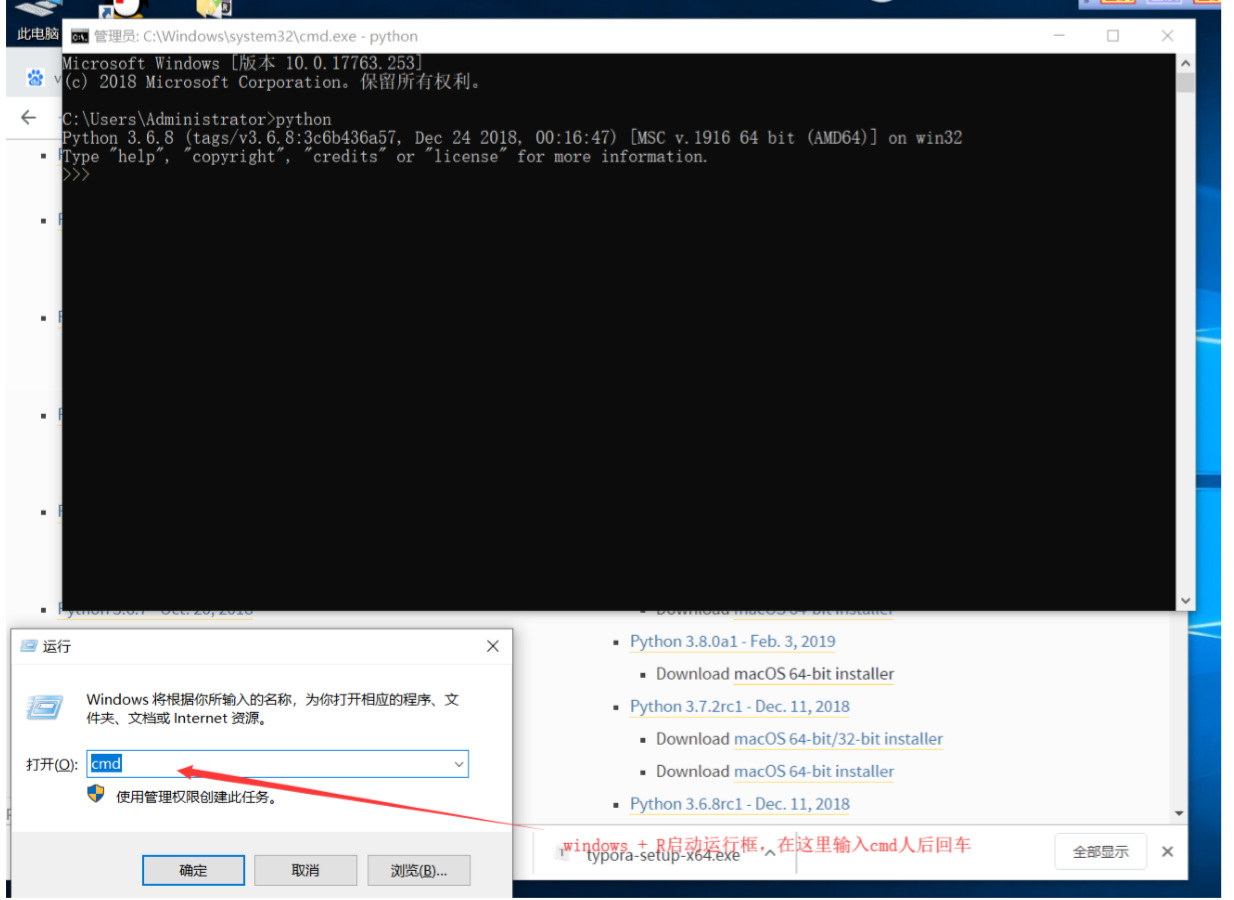 此电脑
管理员: C:\Windows\system32\cmd.exe - python
Microsoft Windows [版本 10.0.17763.253]
(c) 2018 Microsoft Corporation。保留所有权利。
C:\Users\Administrator>python
Python 3.6.8 (tags/v3.6.8:3c6b436a57, Dec 24 2018, 00:16:47) [MSC v.1916 64 bit (AMD64)] on win32
Type "help", "copyright", "credits" or "license" for more information.
>>>
Download macOS 64-bit installer
Python 3.8.0a1 - Feb. 3, 2019
Download macOS 64-bit installer
Python 3.7.2rc1 - Dec. 11, 2018
Download macOS 64-bit/32-bit installer
Download macOS 64-bit installer
Python 3.6.8rc1 - Dec. 11, 2018
运行
Windows 将根据你所输入的名称，为你打开相应的程序、文
件夹、文档或 Internet 资源。
打开(O):
cmd
使用管理权限创建此任务。
确定
取消
浏览(B)...
windows + R启动运行框，在这里输入cmd人后回车
typora-setup-x64.exe
全部显示